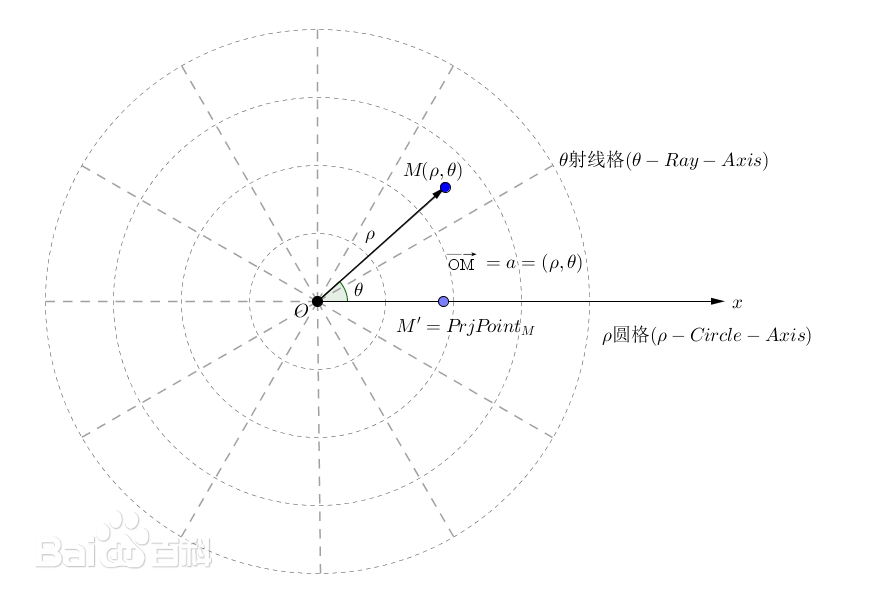 θ射线格(θ − Ray − Axis)
M(ρ, θ)
ρ
OM = a = (ρ, θ)
θ
O
x
M′ = PrjPoint_M
ρ圆格(ρ − Circle − Axis)
Bai百科